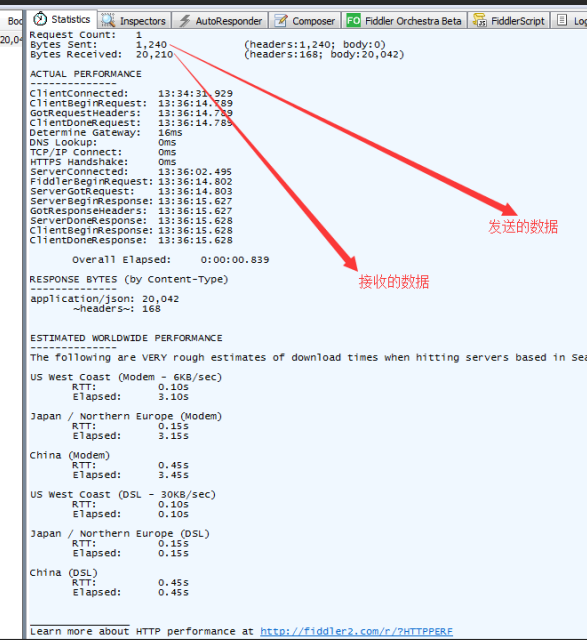 Statistics Inspectors AutoResponder Composer FO Fiddler Orchestra Beta FiddlerScript Log
20,04
Request Count: 1
Bytes Sent: 1,240 (headers:1,240; body:0)
Bytes Received: 20,210 (headers:168; body:20,042)
ACTUAL PERFORMANCE
--------------
ClientConnected: 13:34:31.929
ClientBeginRequest: 13:36:14.789
GotRequestHeaders: 13:36:14.789
ClientDoneRequest: 13:36:14.789
Determine Gateway: 16ms
DNS Lookup: 0ms
TCP/IP Connect: 0ms
HTTPS Handshake: 0ms
ServerConnected: 13:36:02.495
FiddlerBeginRequest: 13:36:14.802
ServerGotRequest: 13:36:14.803
ServerBeginResponse: 13:36:15.627
GotResponseHeaders: 13:36:15.627
ServerDoneResponse: 13:36:15.628
ClientBeginResponse: 13:36:15.628
ClientDoneResponse: 13:36:15.628
发送的数据
Overall Elapsed: 0:00:00.839
接收的数据
RESPONSE BYTES (by Content-Type)
--------------
application/json: 20,042
~headers~: 168
ESTIMATED WORLDWIDE PERFORMANCE
--------------
The following are VERY rough estimates of download times when hitting servers based in Sea
US West Coast (Modem - 6KB/sec)
RTT: 0.10s
Elapsed: 3.10s
Japan / Northern Europe (Modem)
RTT: 0.15s
Elapsed: 3.15s
China (Modem)
RTT: 0.45s
Elapsed: 3.45s
US West Coast (DSL - 30KB/sec)
RTT: 0.10s
Elapsed: 0.10s
Japan / Northern Europe (DSL)
RTT: 0.15s
Elapsed: 0.15s
China (DSL)
RTT: 0.45s
Elapsed: 0.45s
Learn more about HTTP performance at http://fiddler2.com/r/?HTTPPERF